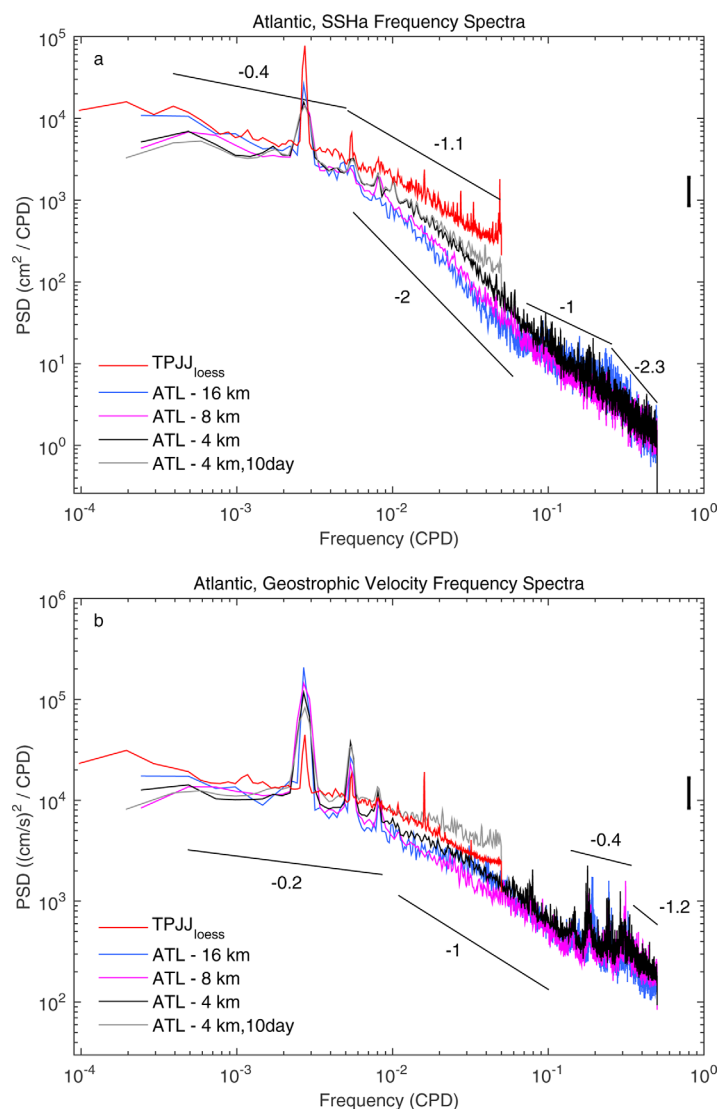 Atlantic, SSHa Frequency Spectra
a
10^5
10^4
10^3
10^2
10^1
10^0
PSD (cm^2 / CPD)
-0.4
-1.1
-2
-1
-2.3
TPJJ_loess
ATL - 16 km
ATL - 8 km
ATL - 4 km
ATL - 4 km,10day
10^-4 10^-3 10^-2 10^-1 10^0
Frequency (CPD)
Atlantic, Geostrophic Velocity Frequency Spectra
b
10^6
10^5
10^4
10^3
10^2
PSD ((cm/s)^2 / CPD)
-0.4
-0.2
-1.2
-1
TPJJ_loess
ATL - 16 km
ATL - 8 km
ATL - 4 km
ATL - 4 km,10day
10^-4 10^-3 10^-2 10^-1 10^0
Frequency (CPD)